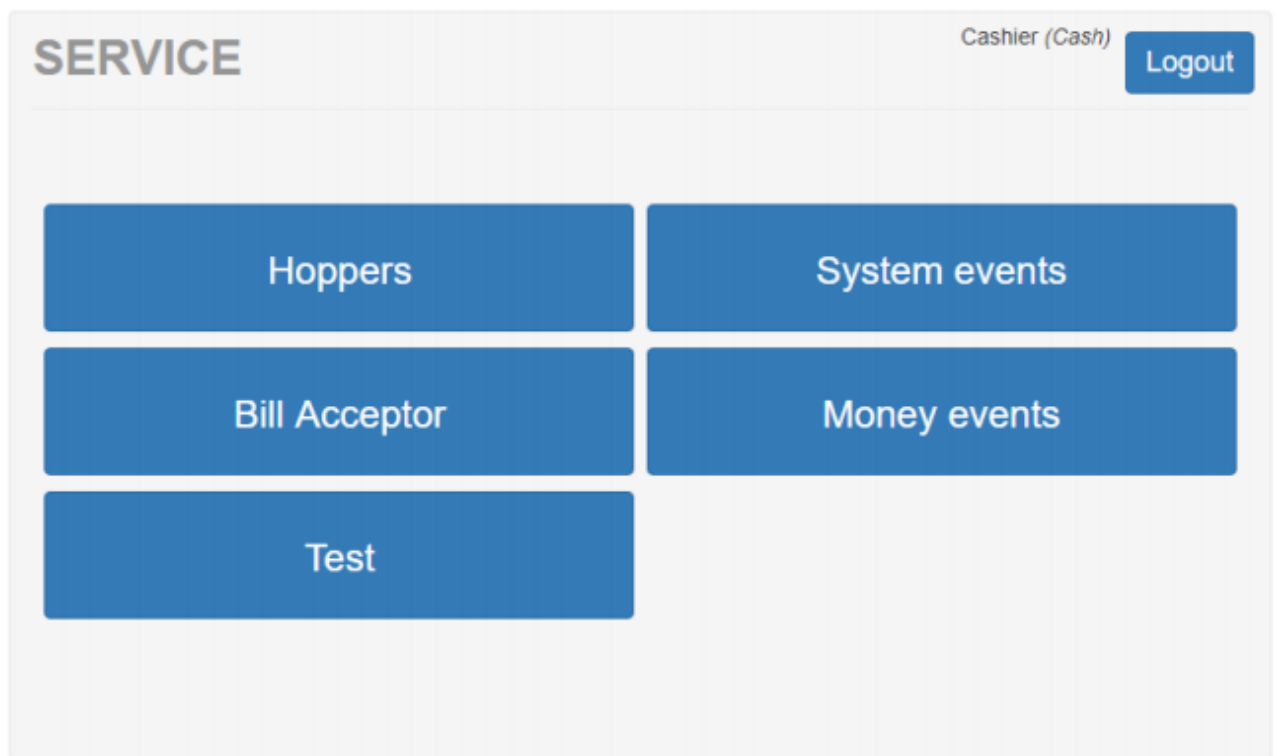 SERVICE
Cashier (Cash)
Logout
Hoppers
System events
Bill Acceptor
Money events
Test